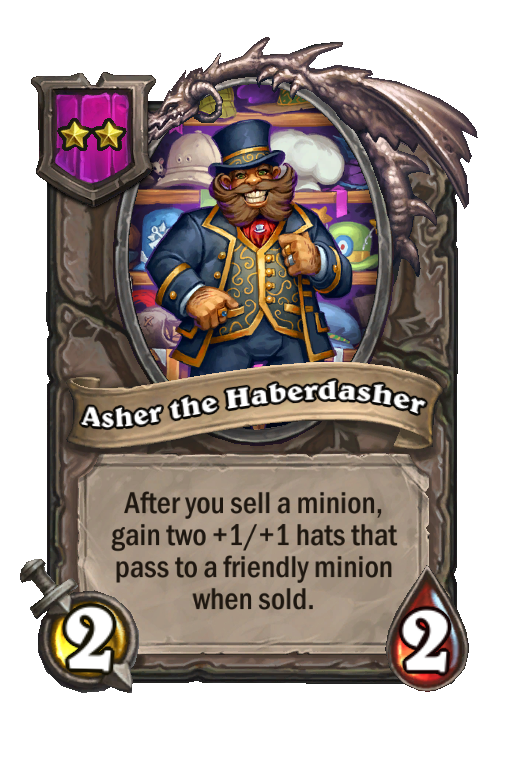 Asher the Haberdasher
After you sell a minion,
gain two +1/+1 hats that
pass to a friendly minion
when sold.
2
2